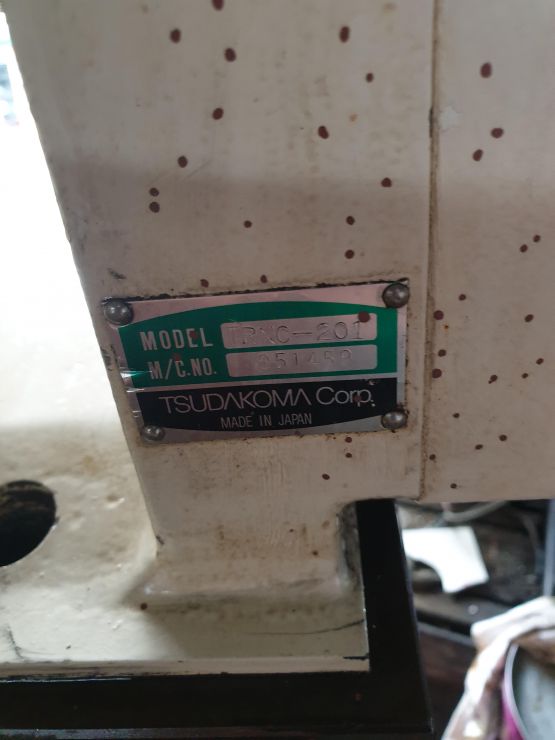 MODEL TRNC-201
M/C.NO.
TSUDAKOMA Corp.
MADE IN JAPAN